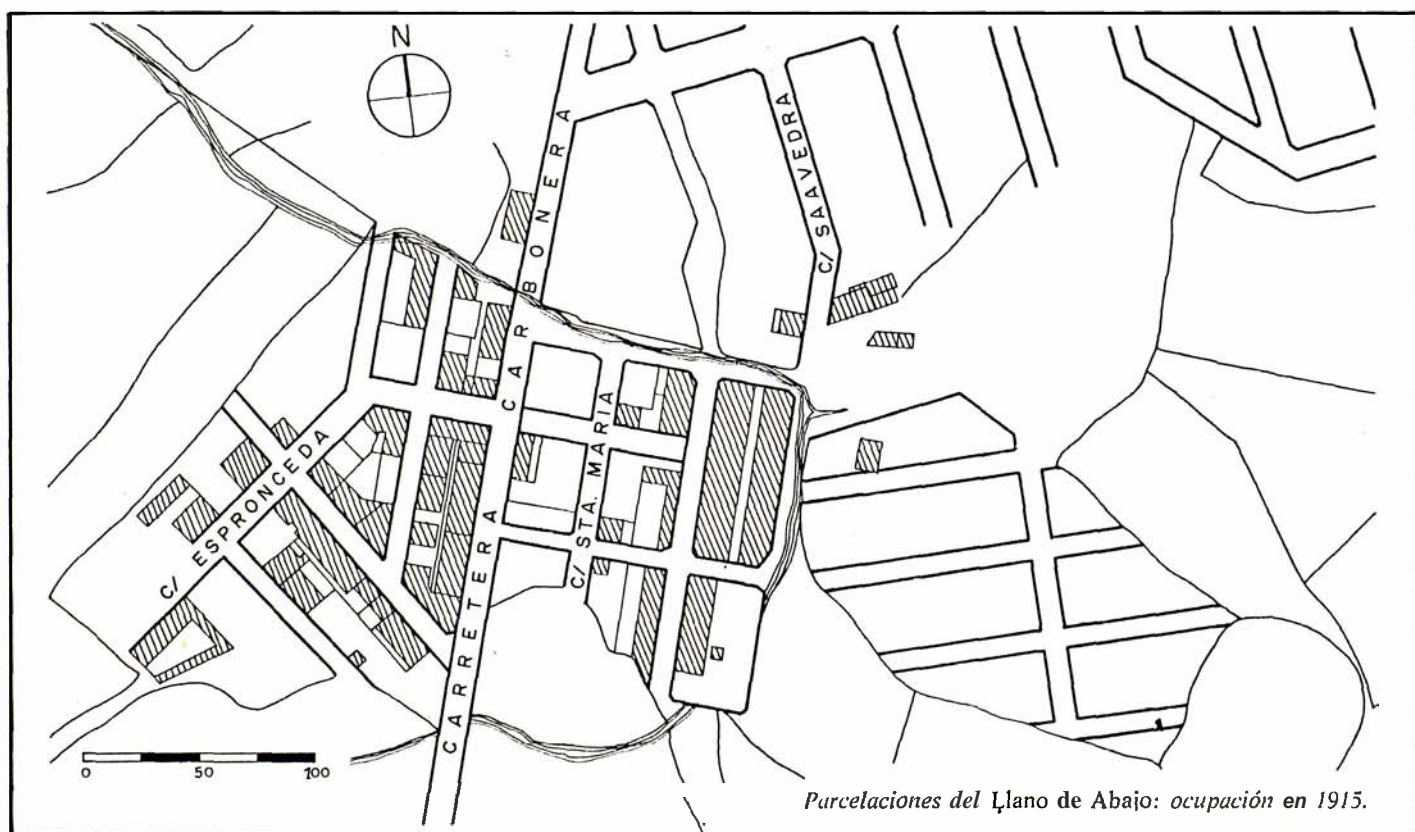 N
CARRETERA CARBONERA
C/ SAAVEDRA
C/ STA. MARIA
C/ ESPRONCEDA
0 50 100
Parcelaciones del Llano de Abajo: ocupación en 1915.